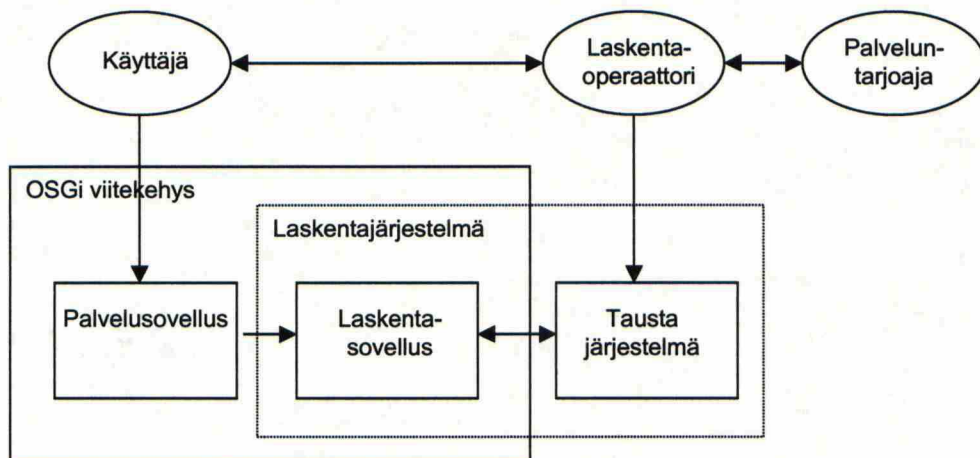 Käyttäjä
Laskenta-
operaattori
Palvelun-
tarjoaja
OSGi viitekehys
Laskentajärjestelmä
Palvelusovellus
Laskenta-
sovellus
Tausta
järjestelmä